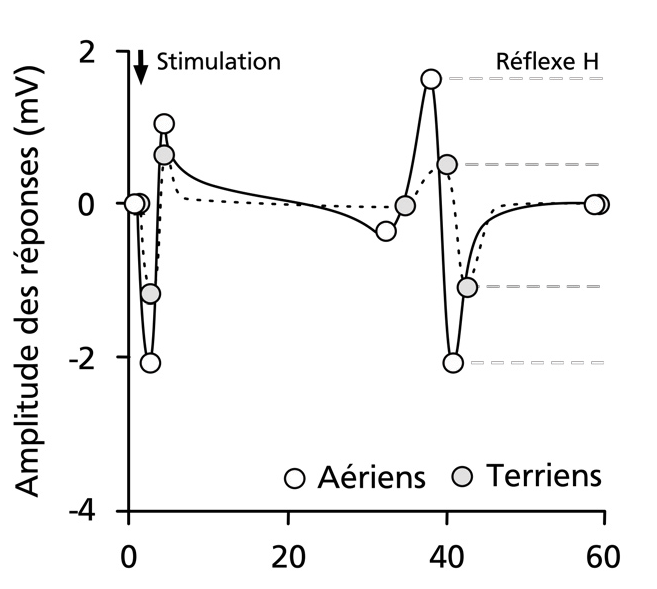 Amplitude des réponses (mV)
2
0
-2
-4
Stimulation
Réflexe H
Aériens
Terriens
0 20 40 60